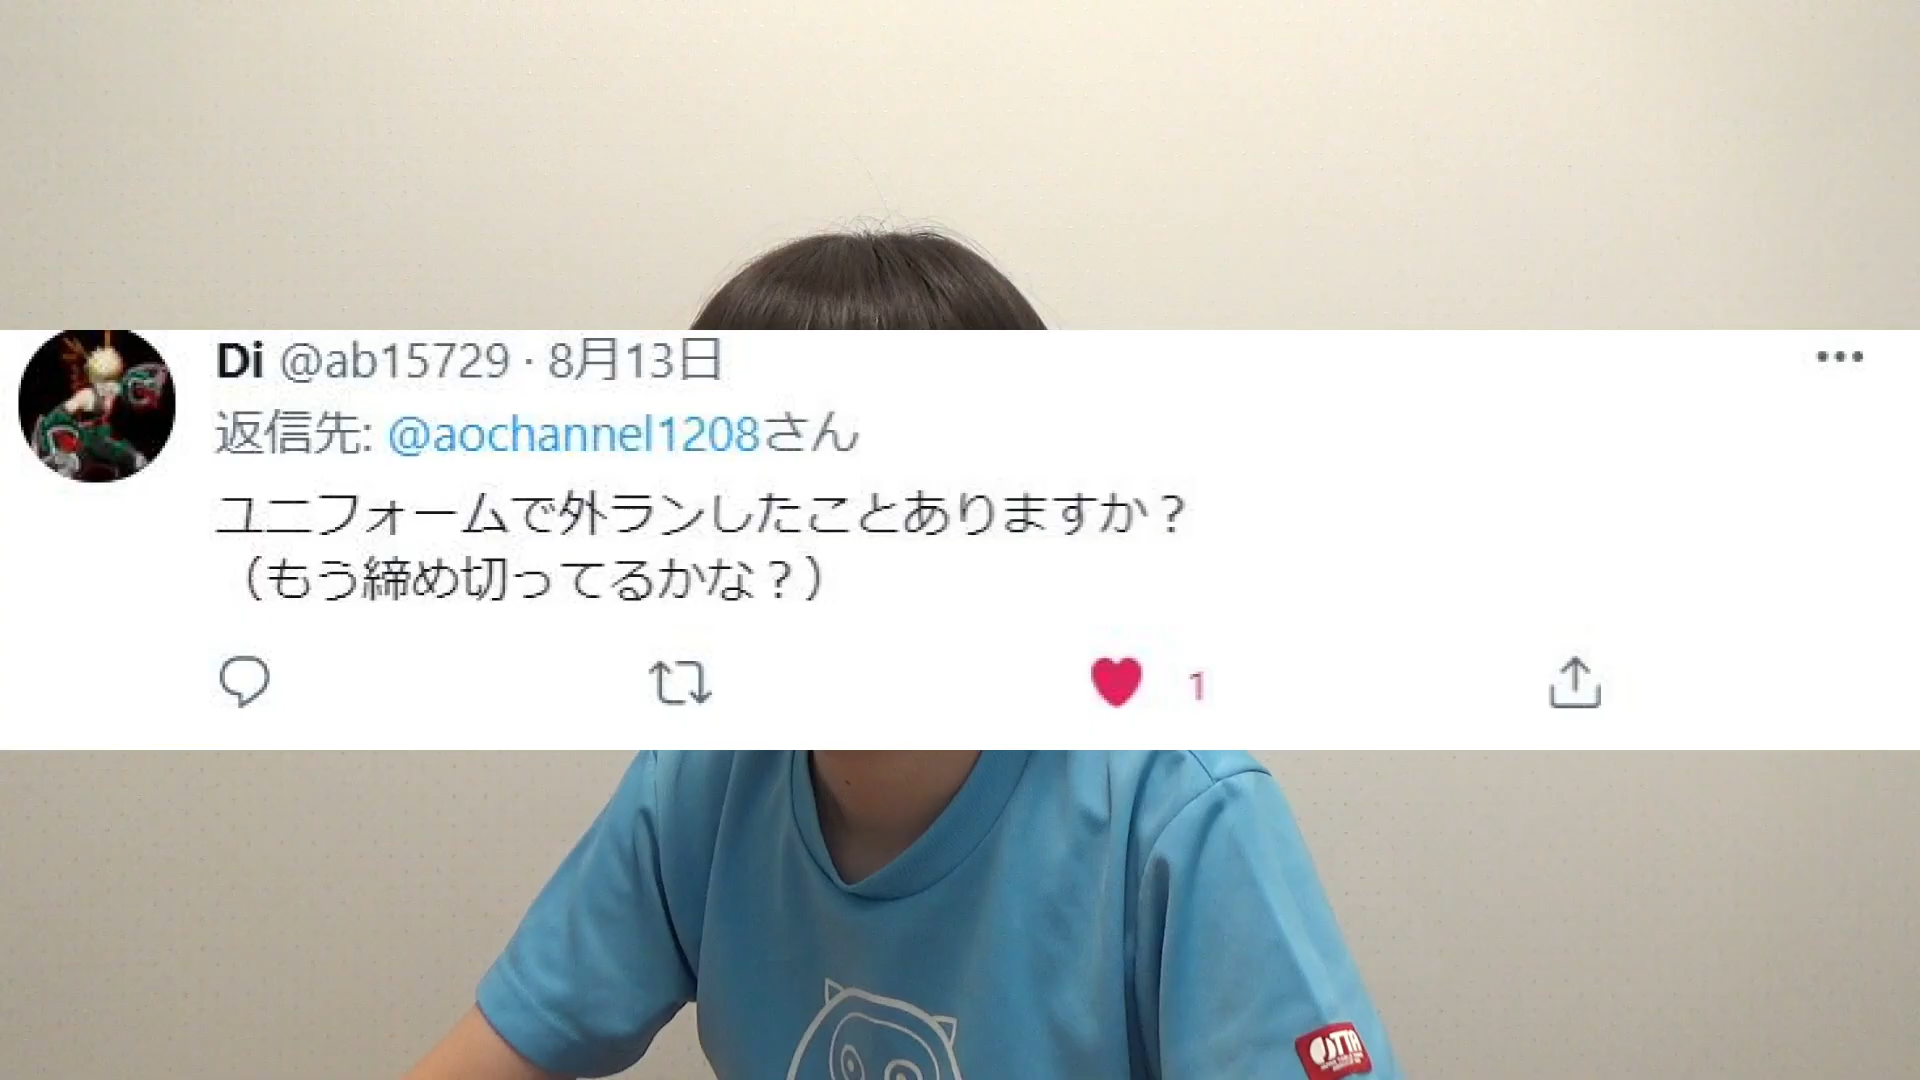 Di @ab15729 · 8月13日
返信先: @aochannel1208さん
ユニフォームで外ランしたことありますか？
（もう締め切ってるかな？）
1
JTTA